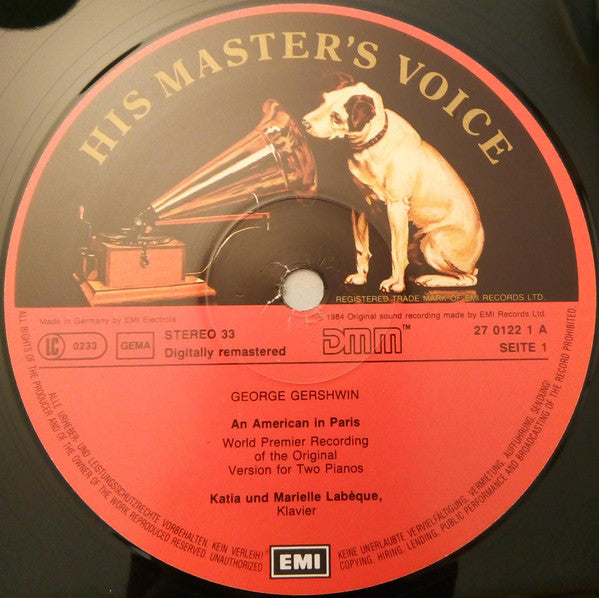 HIS MASTER'S VOICE
REGISTERED TRADE MARK OF EMI RECORDS LTD.
Made in Germany by EMI Electrola
℗ 1984 Original sound recording made by EMI Records Ltd.
LC 0233
GEMA
STEREO 33
Digitally remastered
DMM™
27 0122 1 A
SEITE 1
GEORGE GERSHWIN
An American in Paris
World Premier Recording
of the Original
Version for Two Pianos
Katia und Marielle Labèque,
Klavier
ALLE URHEBER- UND LEISTUNGSSCHUTZRECHTE VORBEHALTEN. KEIN VERLEIH!
KEINE UNERLAUBTE VERVIELFÄLTIGUNG, VERMIETUNG, AUFFÜHRUNG, SENDUNG!
ALL RIGHTS OF THE PRODUCER AND OF THE OWNER OF THE WORK REPRODUCED RESERVED. UNAUTHORIZED
COPYING, HIRING, LENDING, PUBLIC PERFORMANCE AND BROADCASTING OF THE RECORD PROHIBITED
EMI